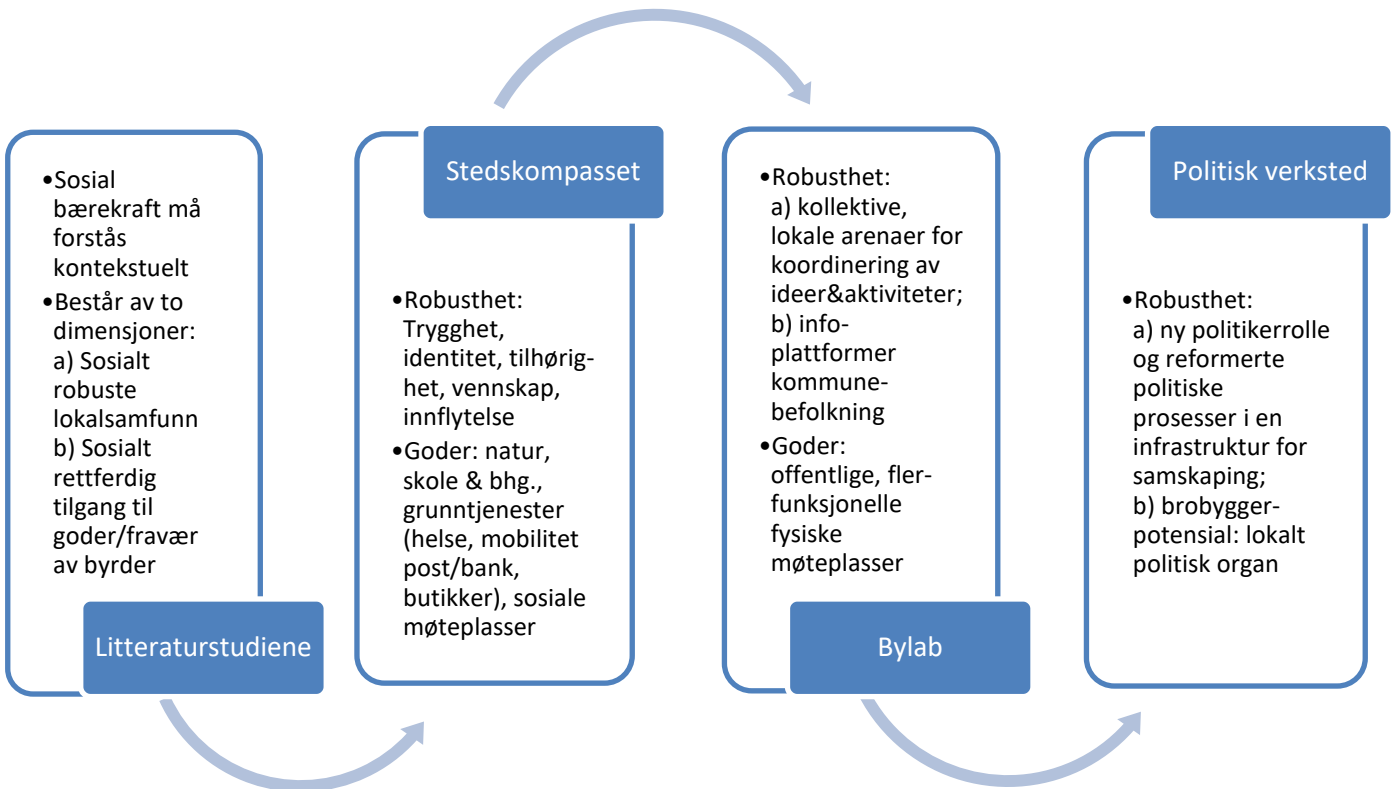 •Sosial
bærekraft må
forstås
kontekstuelt
•Består av to
dimensjoner:
a) Sosialt
robuste
lokalsamfunn
b) Sosialt
rettferdig
tilgang til
goder/fravær
av byrder
Litteraturstudiene
Stedskompasset
•Robusthet:
Trygghet,
identitet, tilhørig-
het, vennskap,
innflytelse
•Goder: natur,
skole & bhg.,
grunntjenester
(helse, mobilitet
post/bank,
butikker), sosiale
møteplasser
•Robusthet:
a) kollektive,
lokale arenaer for
koordinering av
ideer&aktiviteter;
b) info-
plattformer
kommune-
befolkning
•Goder:
offentlige, fler-
funksjonelle
fysiske
møteplasser
Bylab
Politisk verksted
•Robusthet:
a) ny politikerrolle
og reformerte
politiske
prosesser i en
infrastruktur for
samskaping;
b) brobygger-
potensial: lokalt
politisk organ